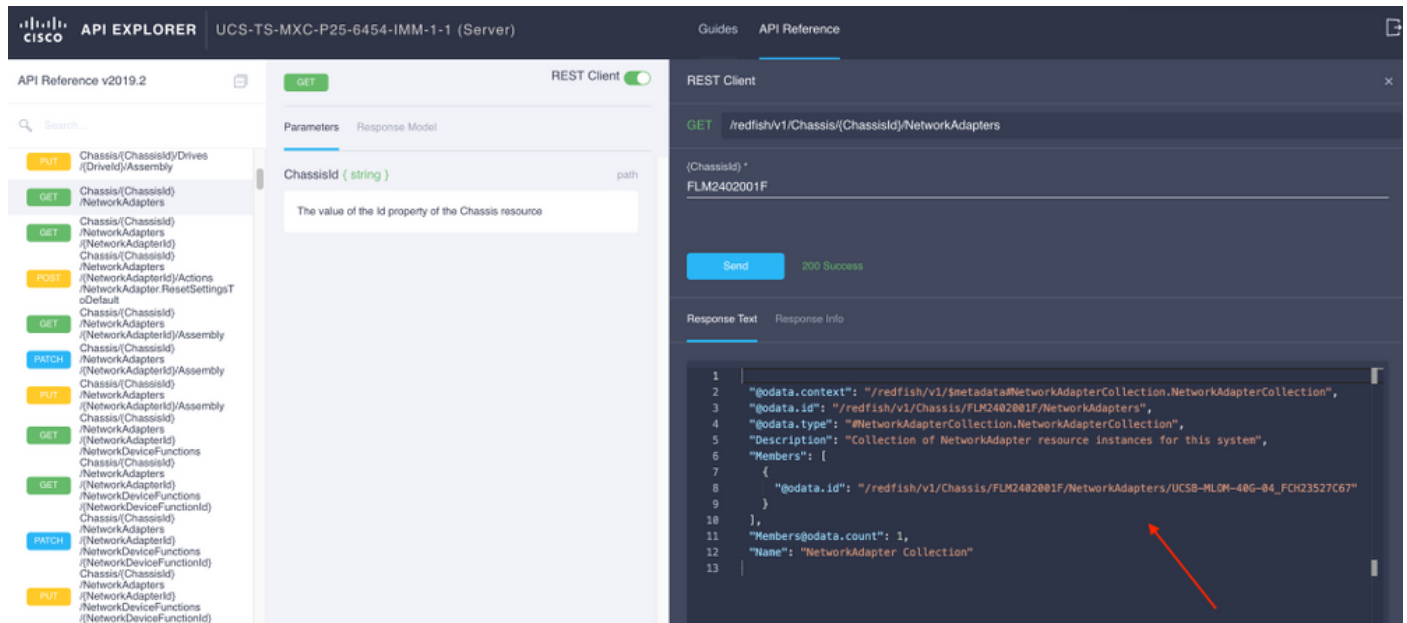 CISCO
API EXPLORER
UCS-TS-MXC-P25-6454-IMM-1-1 (Server)
Guides
API Reference
API Reference v2019.2
Search...
PUT
Chassis/{ChassisId}/Drives
/{DriveId}/Assembly
GET
Chassis/{ChassisId}
/NetworkAdapters
GET
Chassis/{ChassisId}
/NetworkAdapters
/{NetworkAdapterId}
POST
Chassis/{ChassisId}
/NetworkAdapters
/{NetworkAdapterId}/Actions
/NetworkAdapter.ResetSettingsT
oDefault
GET
Chassis/{ChassisId}
/NetworkAdapters
/{NetworkAdapterId}/Assembly
PATCH
Chassis/{ChassisId}
/NetworkAdapters
/{NetworkAdapterId}/Assembly
PUT
Chassis/{ChassisId}
/NetworkAdapters
/{NetworkAdapterId}/Assembly
GET
Chassis/{ChassisId}
/NetworkAdapters
/{NetworkAdapterId}
/NetworkDeviceFunctions
GET
Chassis/{ChassisId}
/NetworkAdapters
/{NetworkAdapterId}
/NetworkDeviceFunctions
/{NetworkDeviceFunctionId}
PATCH
Chassis/{ChassisId}
/NetworkAdapters
/{NetworkAdapterId}
/NetworkDeviceFunctions
/{NetworkDeviceFunctionId}
PUT
Chassis/{ChassisId}
/NetworkAdapters
/{NetworkAdapterId}
/NetworkDeviceFunctions
/{NetworkDeviceFunctionId}
GET
REST Client
Parameters
Response Model
ChassisId { string }
path
The value of the Id property of the Chassis resource
REST Client
×
GET /redfish/v1/Chassis/{ChassisId}/NetworkAdapters
{ChassisId} *
FLM2402001F
Send
200 Success
Response Text
Response Info
1
2 "@odata.context": "/redfish/v1/$metadata#NetworkAdapterCollection.NetworkAdapterCollection",
3 "@odata.id": "/redfish/v1/Chassis/FLM2402001F/NetworkAdapters",
4 "@odata.type": "#NetworkAdapterCollection.NetworkAdapterCollection",
5 "Description": "Collection of NetworkAdapter resource instances for this system",
6 "Members": [
7 {
8 "@odata.id": "/redfish/v1/Chassis/FLM2402001F/NetworkAdapters/UCSB-MLOM-40G-04_FCH23527C67"
9 }
10 ],
11 "Members@odata.count": 1,
12 "Name": "NetworkAdapter Collection"
13